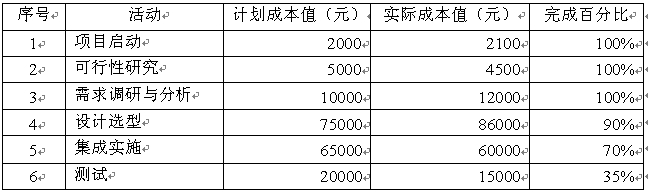 序号 活动 计划成本值（元） 实际成本值（元） 完成百分比
1 项目启动 2000 2100 100%
2 可行性研究 5000 4500 100%
3 需求调研与分析 10000 12000 100%
4 设计选型 75000 86000 90%
5 集成实施 65000 60000 70%
6 测试 20000 15000 35%